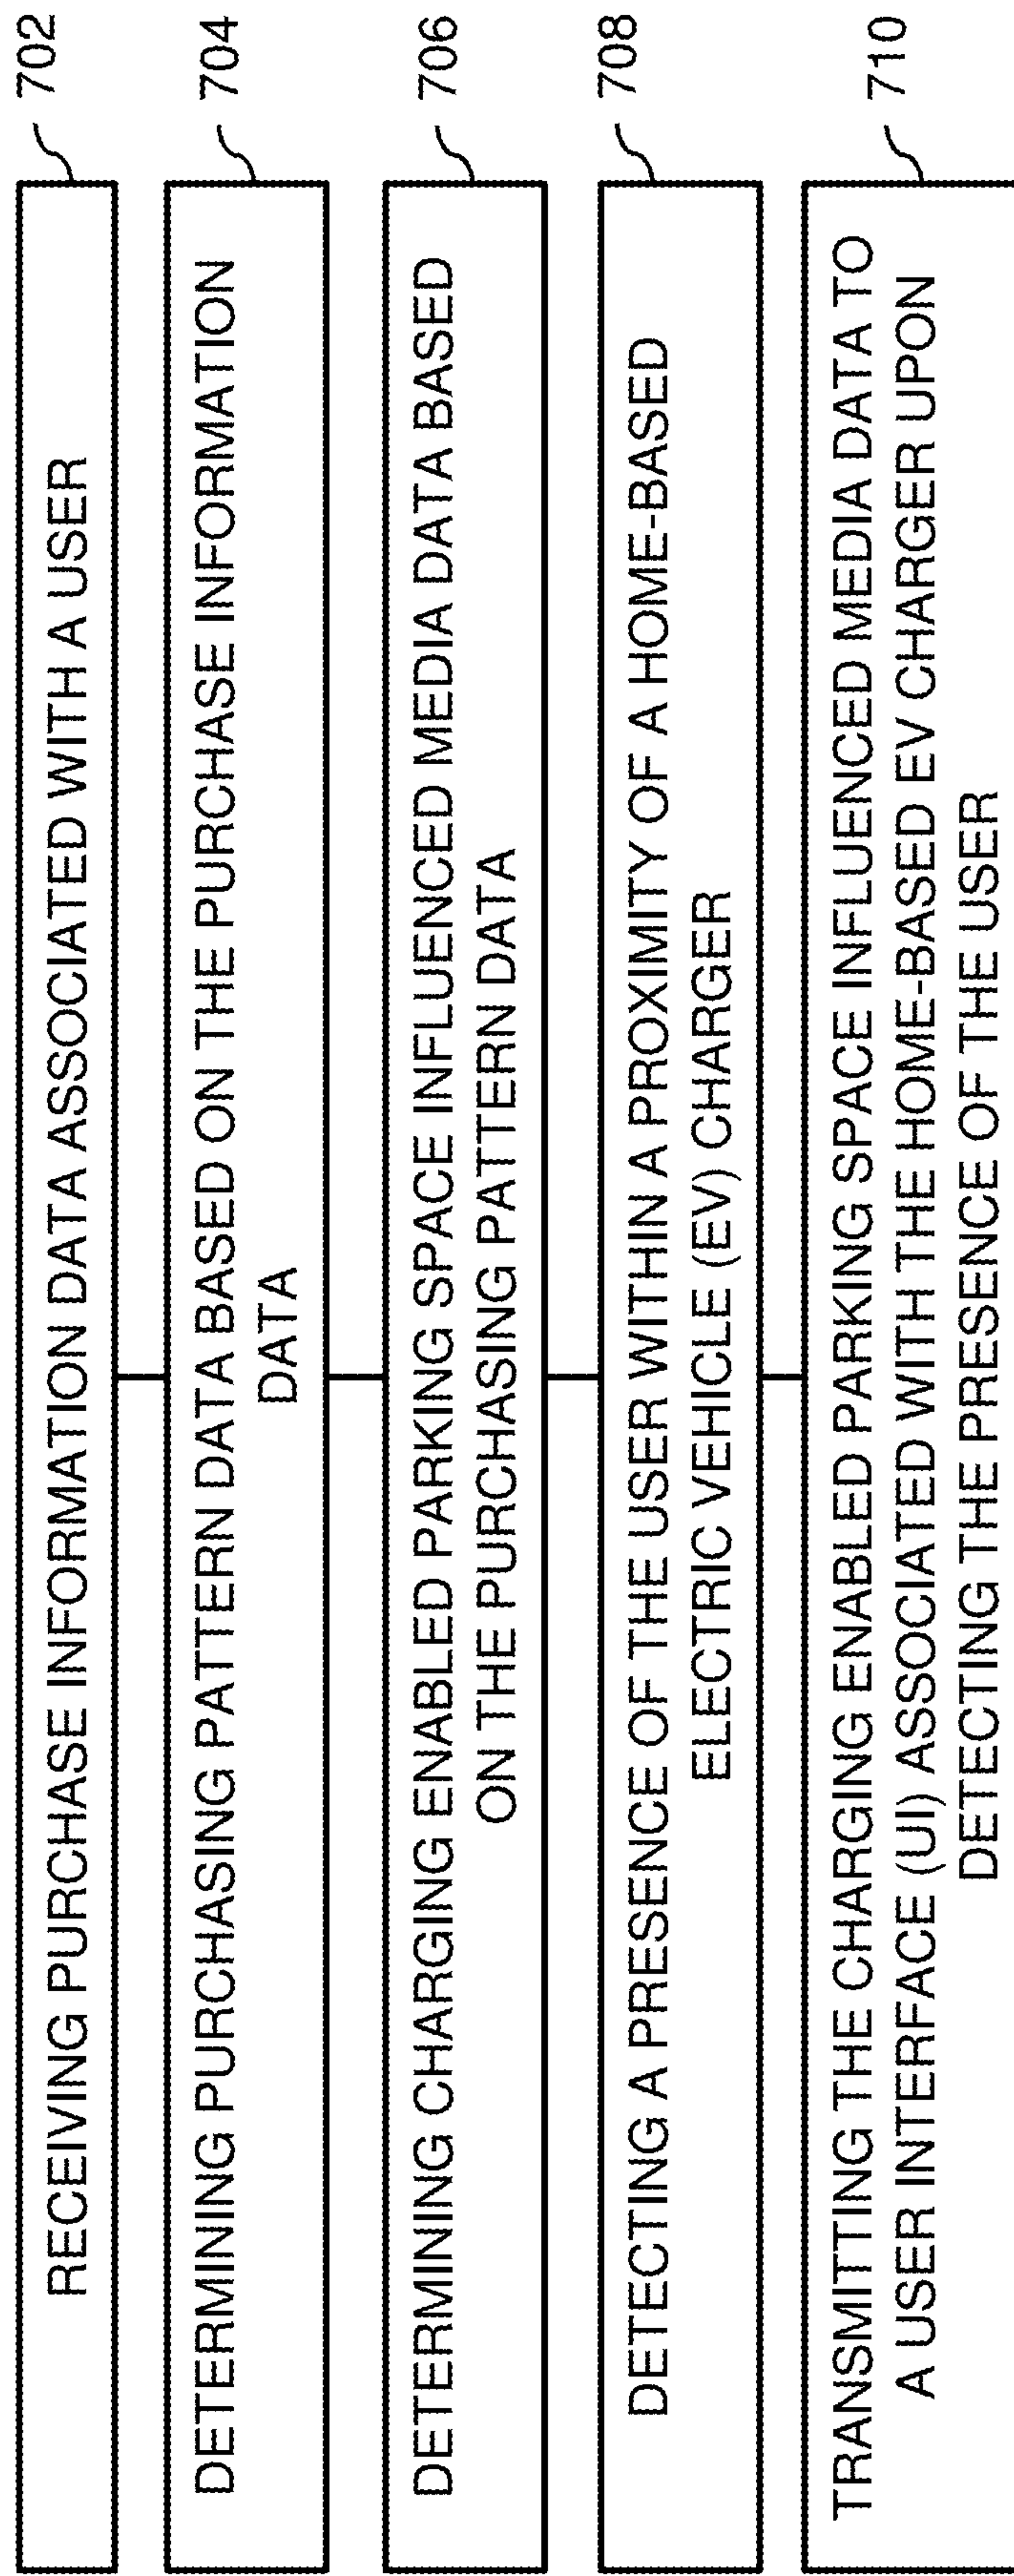 RECEIVING PURCHASE INFORMATION DATA ASSOCIATED WITH A USER
702
DETERMINING PURCHASING PATTERN DATA BASED ON THE PURCHASE INFORMATION
DATA
704
DETERMINING CHARGING ENABLED PARKING SPACE INFLUENCED MEDIA DATA BASED
ON THE PURCHASING PATTERN DATA
706
DETECTING A PRESENCE OF THE USER WITHIN A PROXIMITY OF A HOME-BASED
ELECTRIC VEHICLE (EV) CHARGER
708
TRANSMITTING THE CHARGING ENABLED PARKING SPACE INFLUENCED MEDIA DATA TO
A USER INTERFACE (UI) ASSOCIATED WITH THE HOME-BASED EV CHARGER UPON
DETECTING THE PRESENCE OF THE USER
710